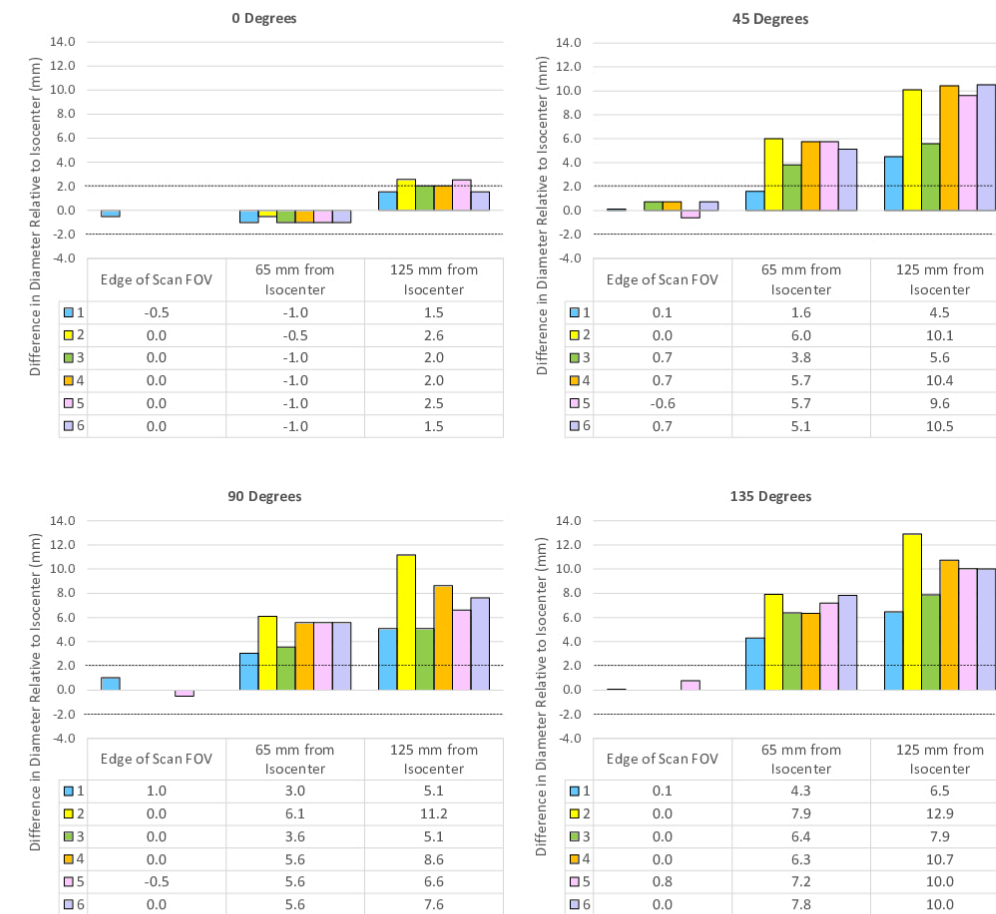 0 Degrees
Difference in Diameter Relative to Isocenter (mm)
14.0
12.0
10.0
8.0
6.0
4.0
2.0
0.0
-2.0
-4.0
Edge of Scan FOV 65 mm from Isocenter 125 mm from Isocenter
1 -0.5 -1.0 1.5
2 0.0 -0.5 2.6
3 0.0 -1.0 2.0
4 0.0 -1.0 2.0
5 0.0 -1.0 2.5
6 0.0 -1.0 1.5
45 Degrees
Difference in Diameter Relative to Isocenter (mm)
14.0
12.0
10.0
8.0
6.0
4.0
2.0
0.0
-2.0
-4.0
Edge of Scan FOV 65 mm from Isocenter 125 mm from Isocenter
1 0.1 1.6 4.5
2 0.0 6.0 10.1
3 0.7 3.8 5.6
4 0.7 5.7 10.4
5 -0.6 5.7 9.6
6 0.7 5.1 10.5
90 Degrees
Difference in Diameter Relative to Isocenter (mm)
14.0
12.0
10.0
8.0
6.0
4.0
2.0
0.0
-2.0
-4.0
Edge of Scan FOV 65 mm from Isocenter 125 mm from Isocenter
1 1.0 3.0 5.1
2 0.0 6.1 11.2
3 0.0 3.6 5.1
4 0.0 5.6 8.6
5 -0.5 5.6 6.6
6 0.0 5.6 7.6
135 Degrees
Difference in Diameter Relative to Isocenter (mm)
14.0
12.0
10.0
8.0
6.0
4.0
2.0
0.0
-2.0
-4.0
Edge of Scan FOV 65 mm from Isocenter 125 mm from Isocenter
1 0.1 4.3 6.5
2 0.0 7.9 12.9
3 0.0 6.4 7.9
4 0.0 6.3 10.7
5 0.8 7.2 10.0
6 0.0 7.8 10.0